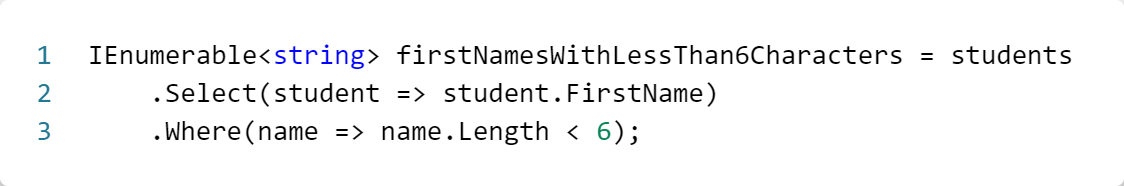 1 IEnumerable<string> firstNamesWithLessThan6Characters = students
2 .Select(student => student.FirstName)
3 .Where(name => name.Length < 6);